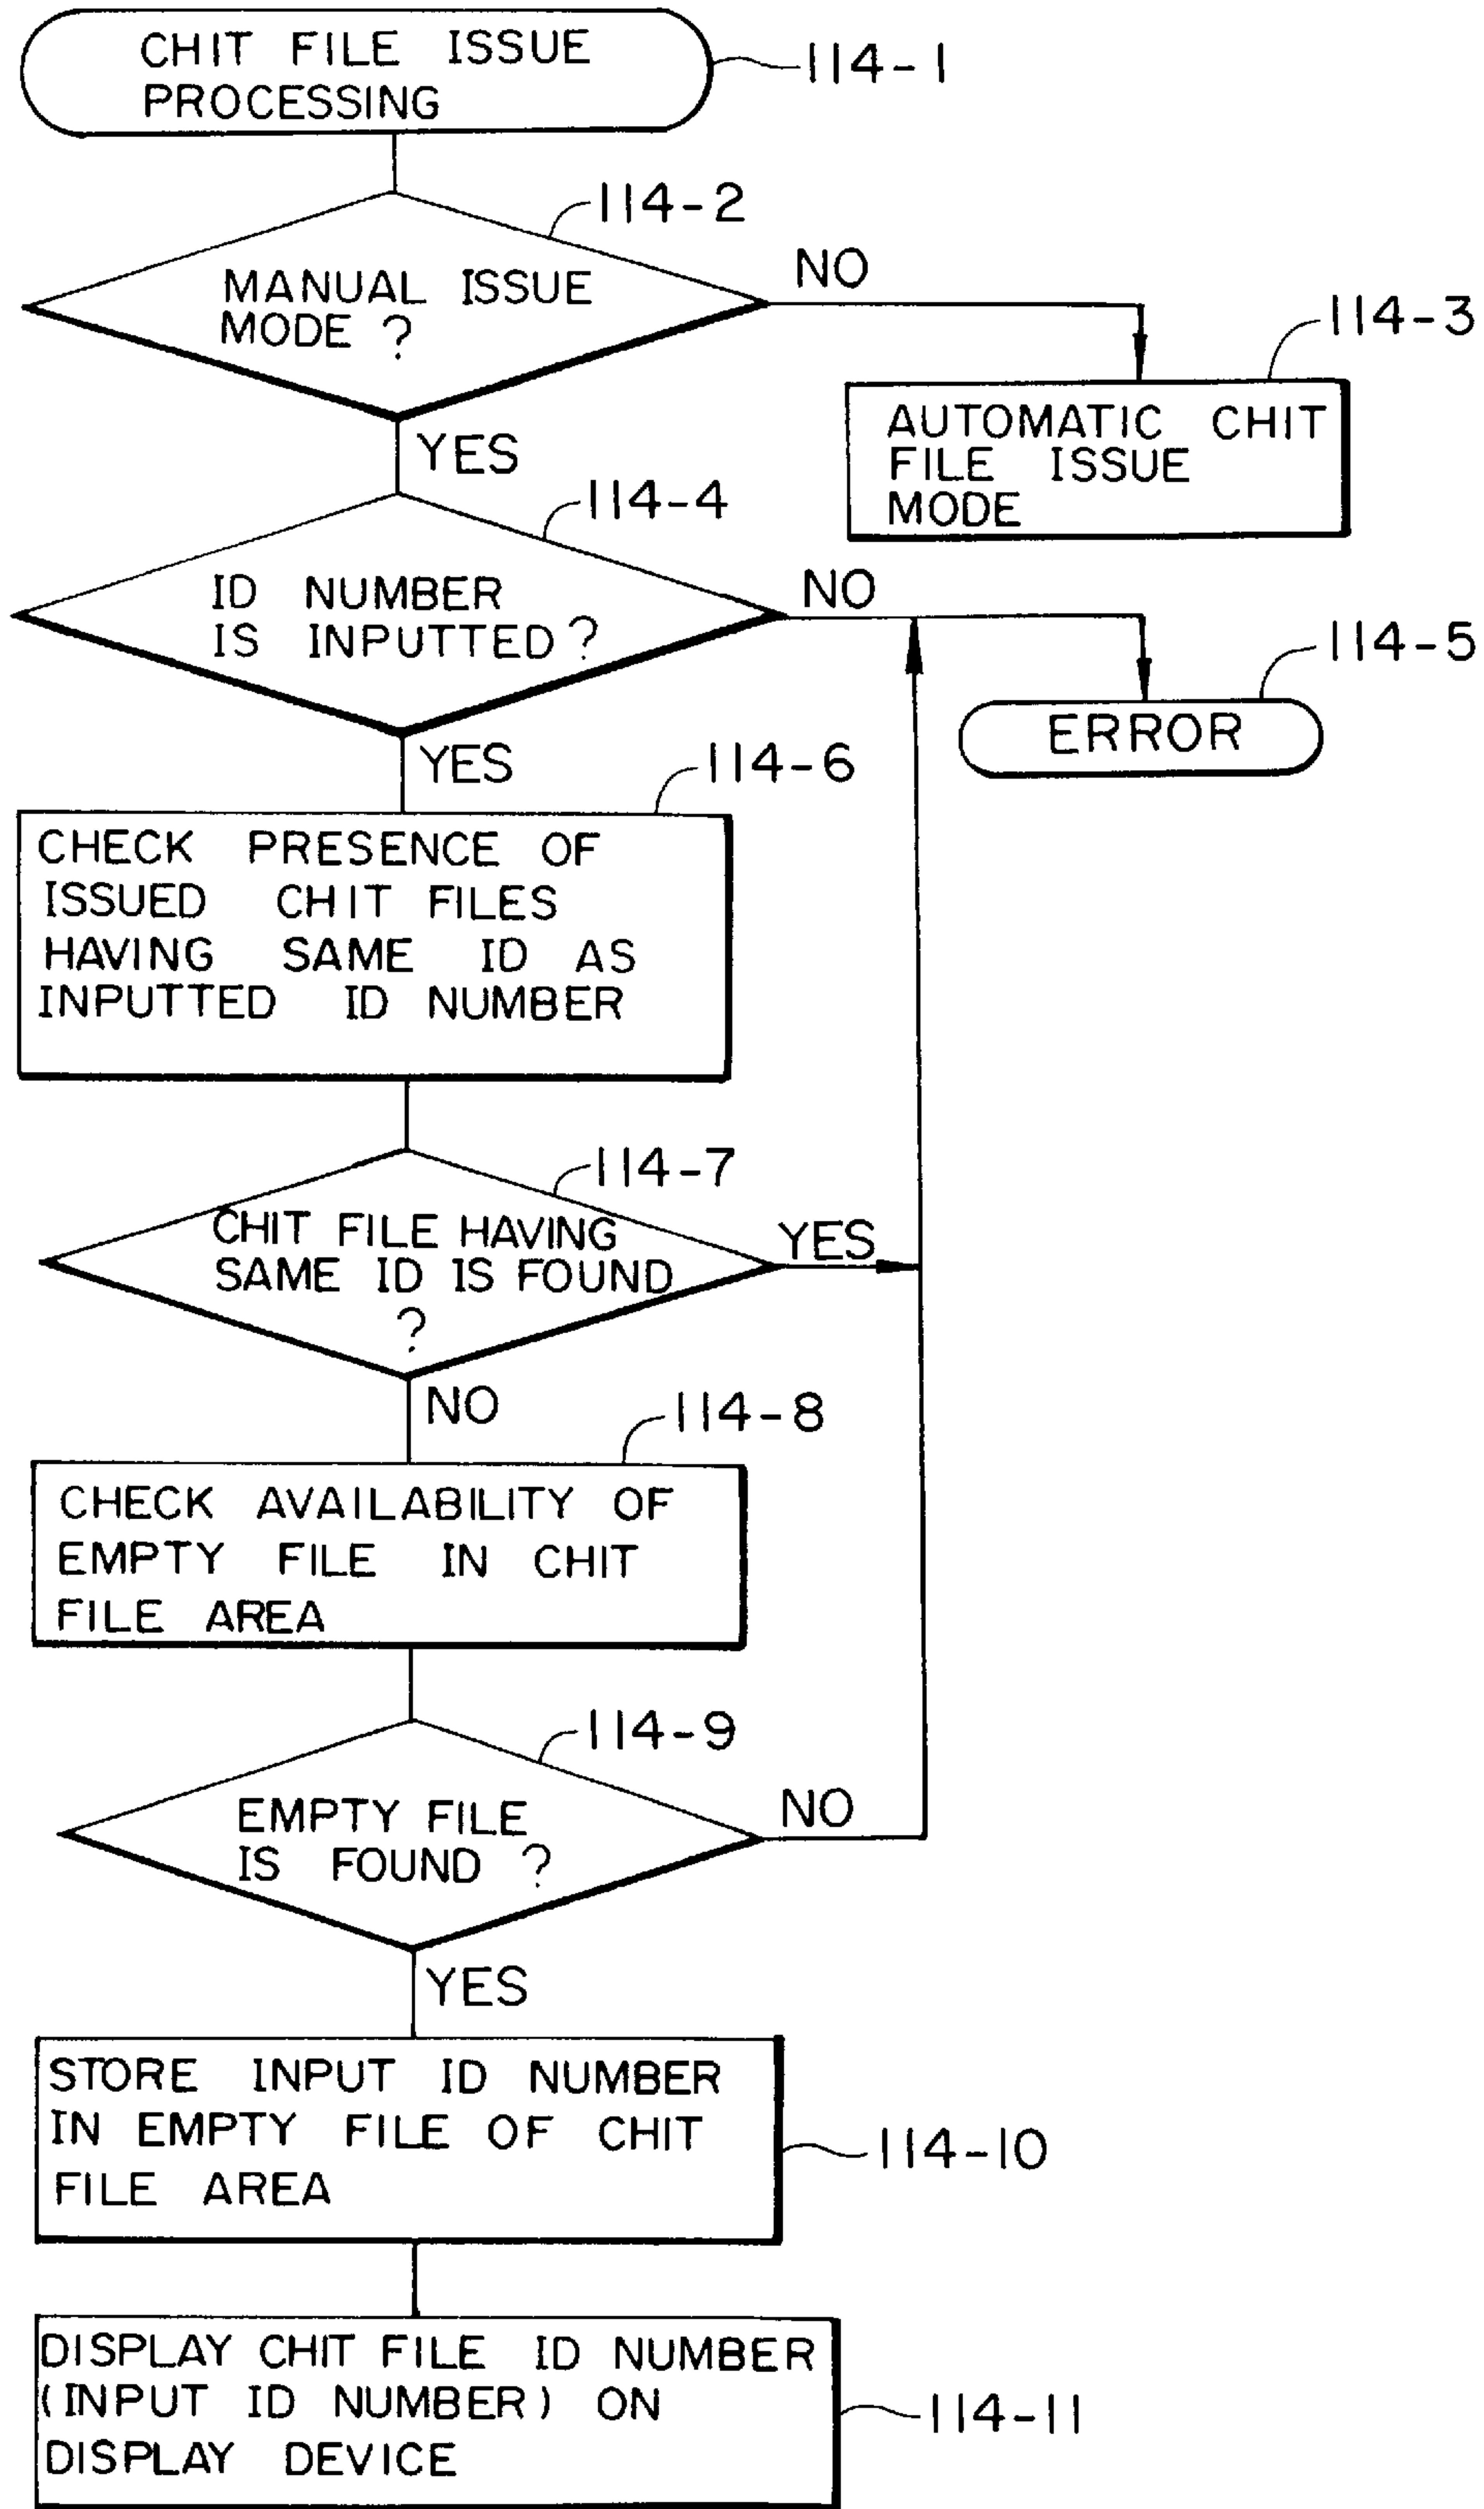 CHIT FILE ISSUE
PROCESSING
114-1
114-2
MANUAL ISSUE
MODE ?
NO
114-3
AUTOMATIC CHIT
FILE ISSUE
MODE
YES
114-4
ID NUMBER
IS INPUTTED ?
NO
114-5
ERROR
YES
114-6
CHECK PRESENCE OF
ISSUED CHIT FILES
HAVING SAME ID AS
INPUTTED ID NUMBER
114-7
CHIT FILE HAVING
SAME ID IS FOUND
?
YES
NO
114-8
CHECK AVAILABILITY OF
EMPTY FILE IN CHIT
FILE AREA
114-9
EMPTY FILE
IS FOUND ?
NO
YES
STORE INPUT ID NUMBER
IN EMPTY FILE OF CHIT
FILE AREA
114-10
DISPLAY CHIT FILE ID NUMBER
(INPUT ID NUMBER) ON
DISPLAY DEVICE
114-11